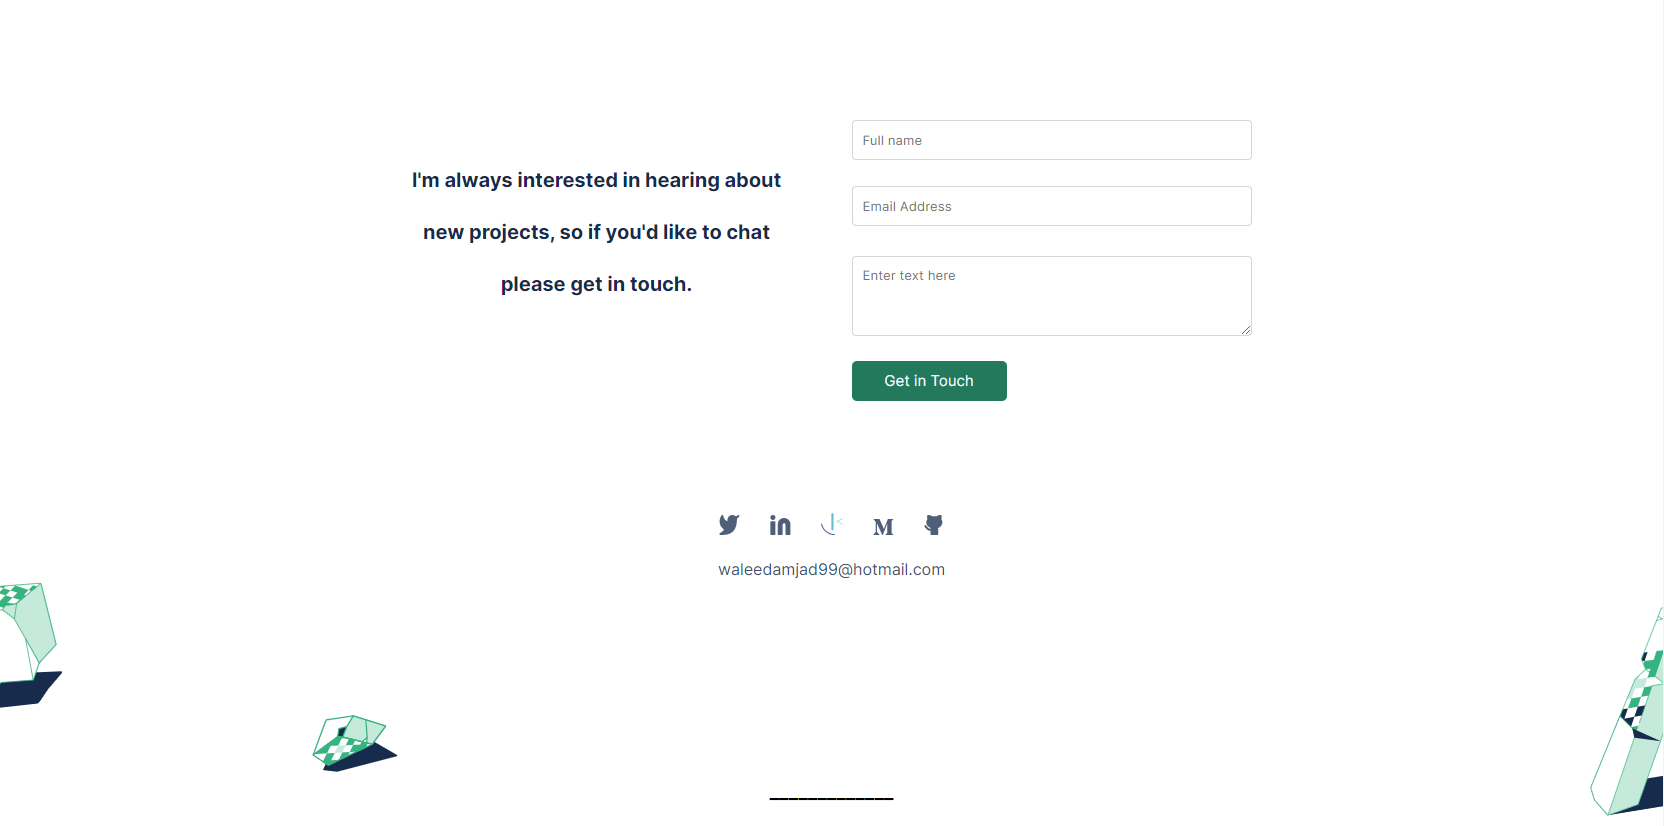 I'm always interested in hearing about
new projects, so if you'd like to chat
please get in touch.
Full name
Email Address
Enter text here
Get in Touch
waleedamjad99@hotmail.com